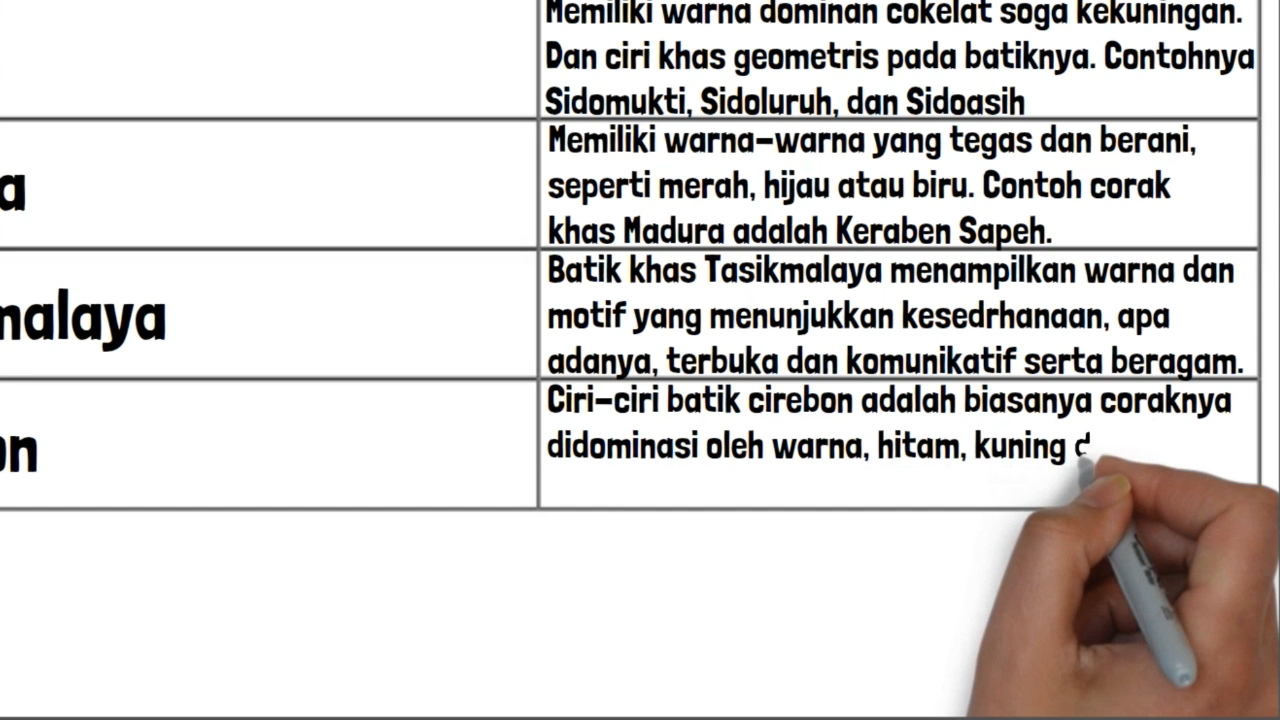 Memiliki warna dominan cokelat soga kekuningan.
Dan ciri khas geometris pada batiknya. Contohnya
Sidomukti, Sidoluruh, dan Sidoasih
a
Memiliki warna-warna yang tegas dan berani,
seperti merah, hijau atau biru. Contoh corak
khas Madura adalah Keraben Sapeh.
malaya
Batik khas Tasikmalaya menampilkan warna dan
motif yang menunjukkan kesedrhanaan, apa
adanya, terbuka dan komunikatif serta beragam.
on
Ciri-ciri batik cirebon adalah biasanya coraknya
didominasi oleh warna, hitam, kuning